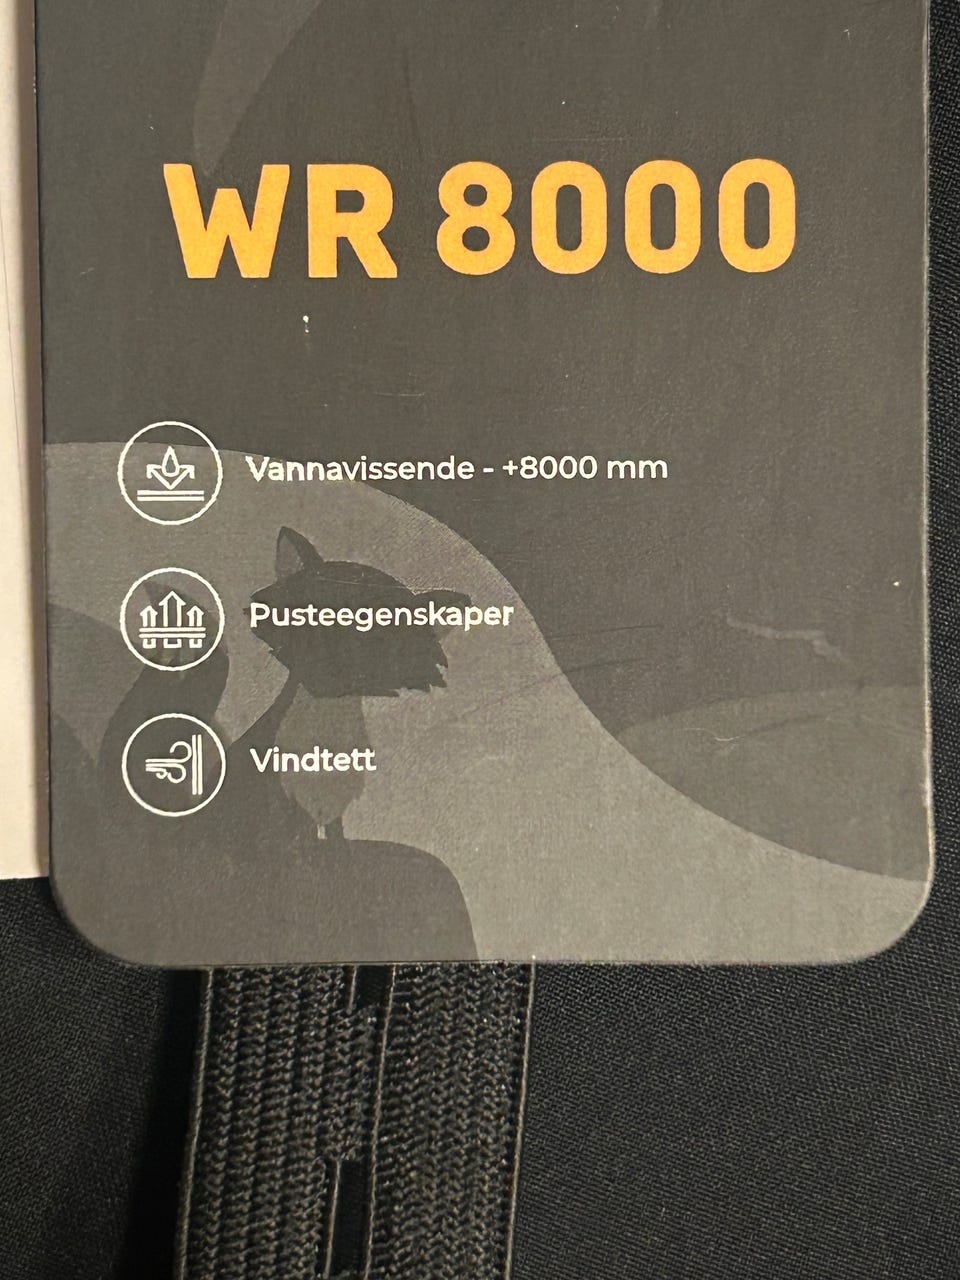 WR 8000
Vannavissende - +8000 mm
Pusteegenskaper
Vindtett